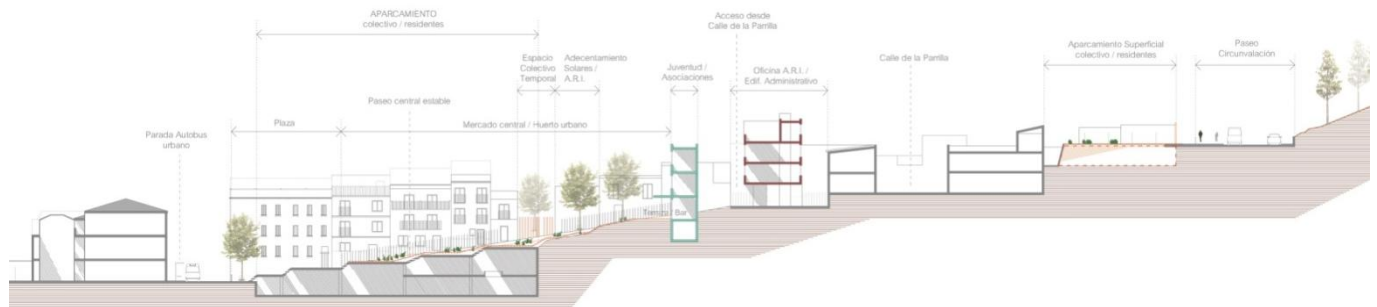 APARCAMIENTO
colectivo / residentes
Acceso desde
Calle de la Parrilla
Espacio
Colectivo
Temporal
Adecentamiento
Solares /
A.R.I.
Juventud /
Asociaciones
Oficina A.R.I. /
Edif. Administrativo
Calle de la Parrilla
Aparcamiento Superficial
colectivo / residentes
Paseo
Circunvalación
Paseo central estable
Plaza
Mercado central / Huerto urbano
Parada Autobus
urbano
/ Bar